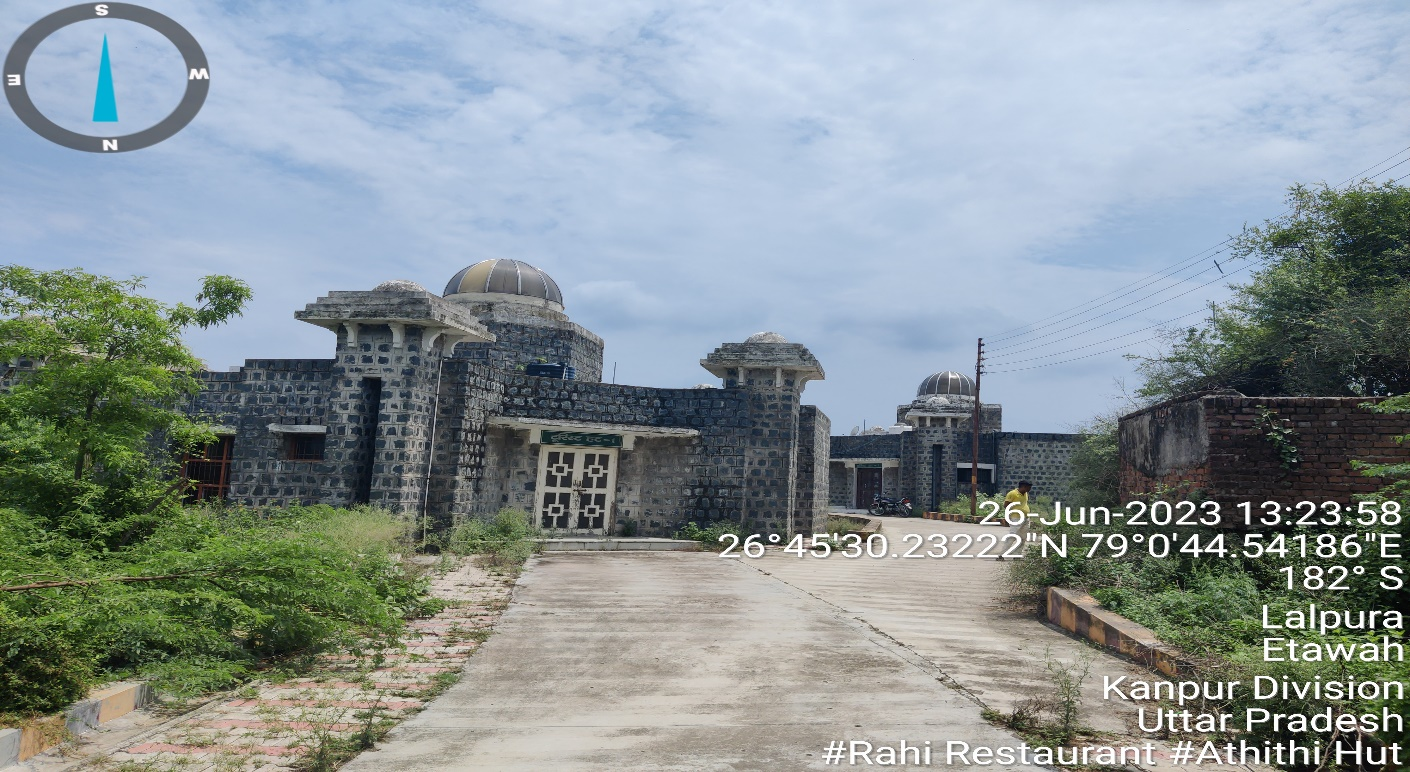 S
E
W
N
26-Jun-2023 13:23:58
26°45'30.23222"N 79°0'44.54186"E
182° S
Lalpura
Etawah
Kanpur Division
Uttar Pradesh
#Rahi Restaurant #Athithi Hut